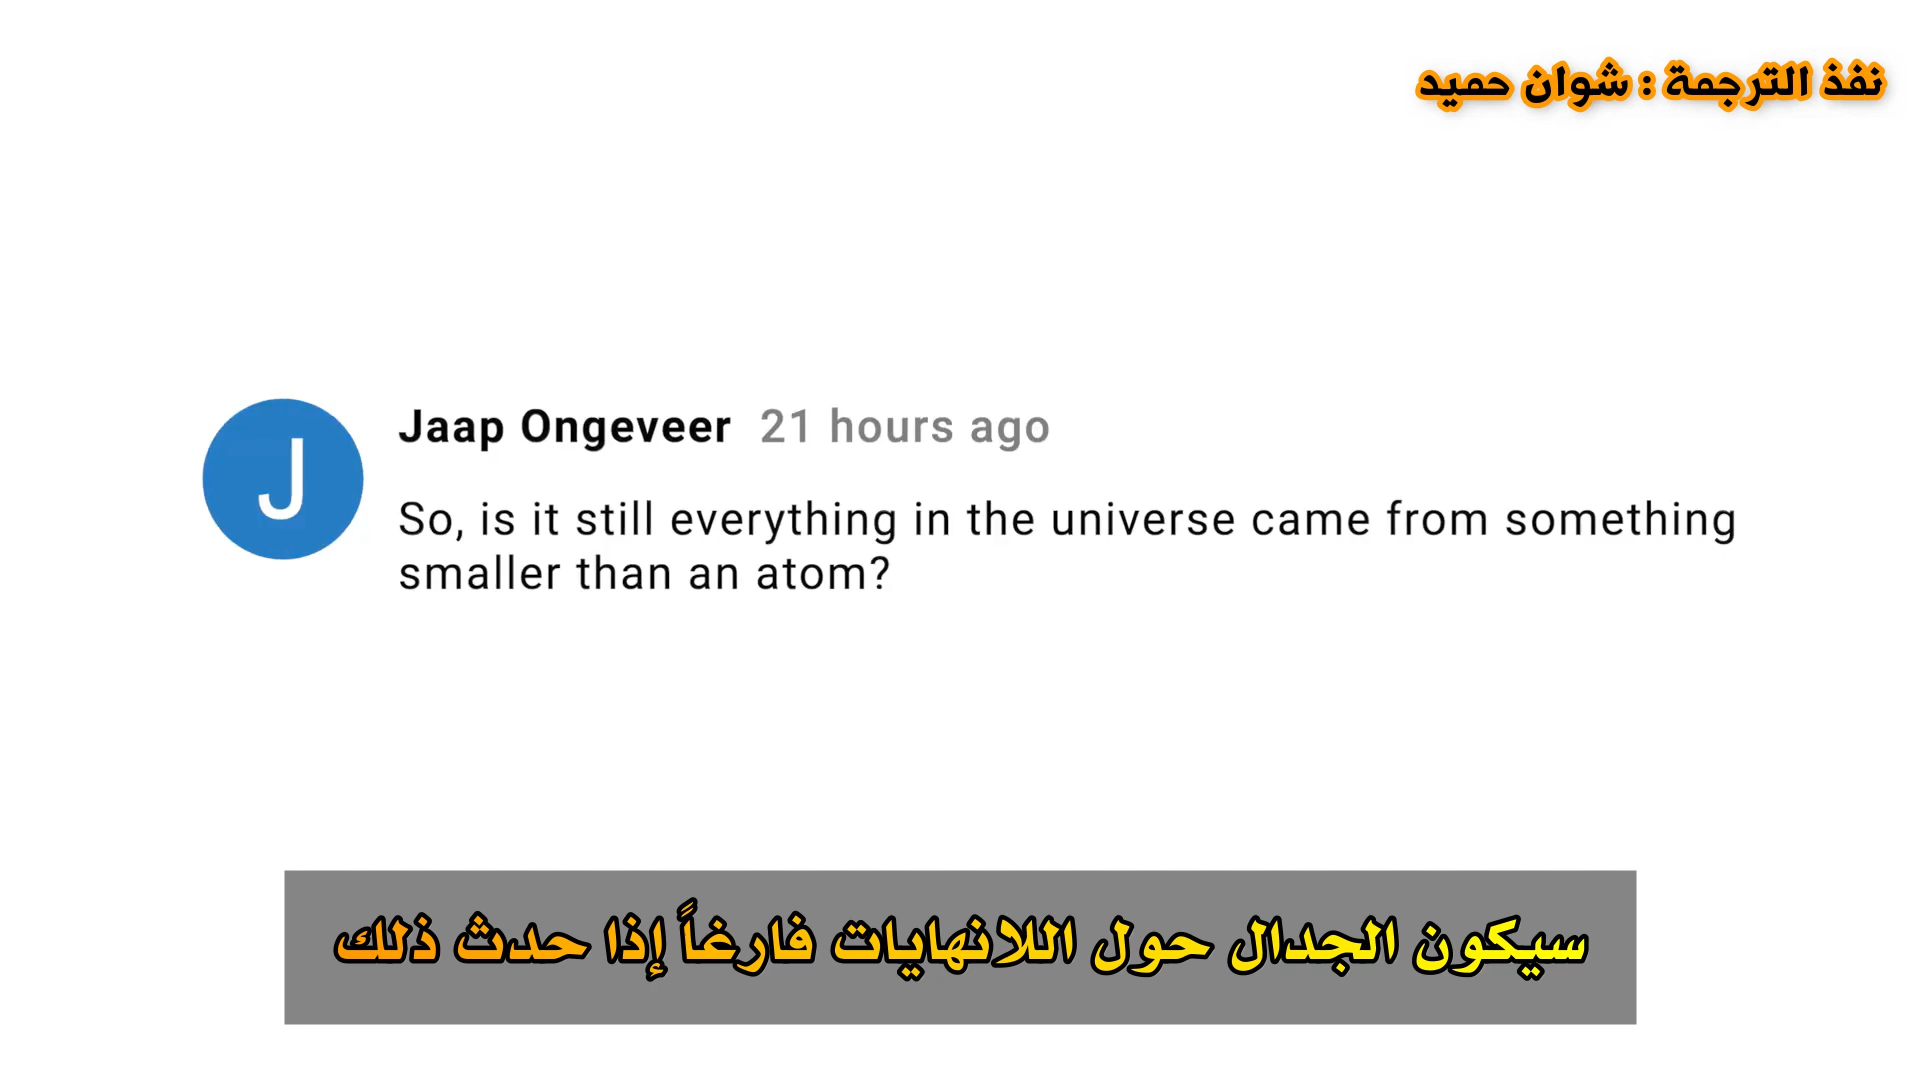 نفذ الترجمة : شوان حميد
J
Jaap Ongeveer 21 hours ago
So, is it still everything in the universe came from something
smaller than an atom?
سيكون الجدال حول اللانهايات فارغاً إذا حدث ذلك